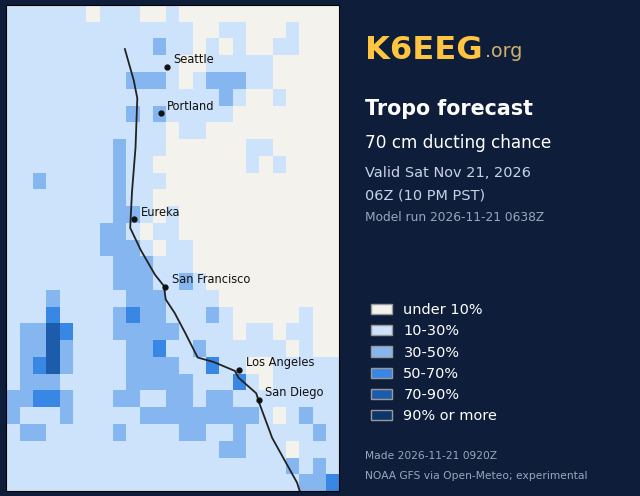 Seattle
Portland
Eureka
San Francisco
Los Angeles
San Diego
K6EEG.org
Tropo forecast
70 cm ducting chance
Valid Sat Nov 21, 2026
06Z (10 PM PST)
Model run 2026-11-21 0638Z
under 10%
10-30%
30-50%
50-70%
70-90%
90% or more
Made 2026-11-21 0920Z
NOAA GFS via Open-Meteo; experimental